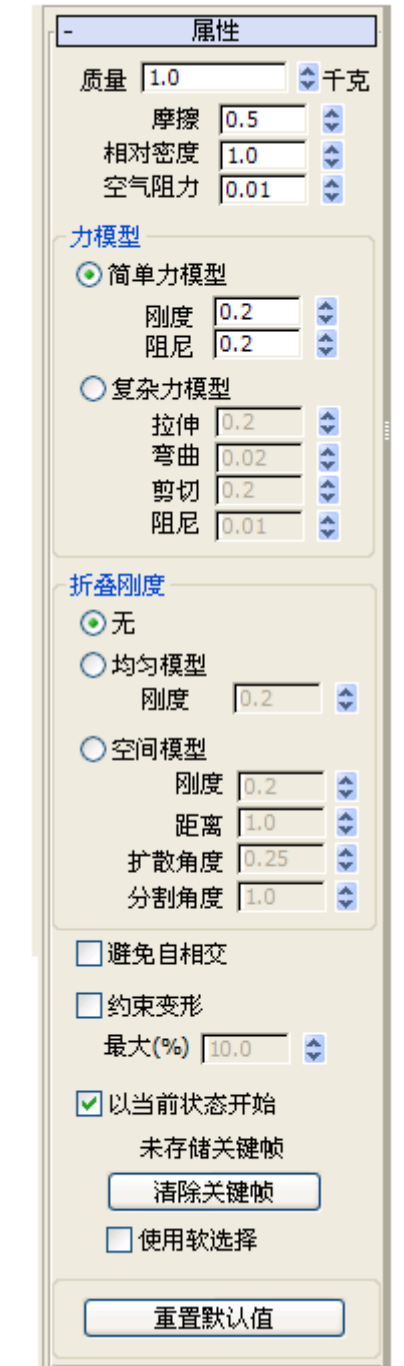 - 属性
质量 1.0 千克
摩擦 0.5
相对密度 1.0
空气阻力 0.01
力模型
简单力模型
刚度 0.2
阻尼 0.2
复杂力模型
拉伸 0.2
弯曲 0.02
剪切 0.2
阻尼 0.01
折叠刚度
无
均匀模型
刚度 0.2
空间模型
刚度 0.2
距离 1.0
扩散角度 0.25
分割角度 1.0
避免自相交
约束变形
最大(%) 10.0
以当前状态开始
未存储关键帧
清除关键帧
使用软选择
重置默认值